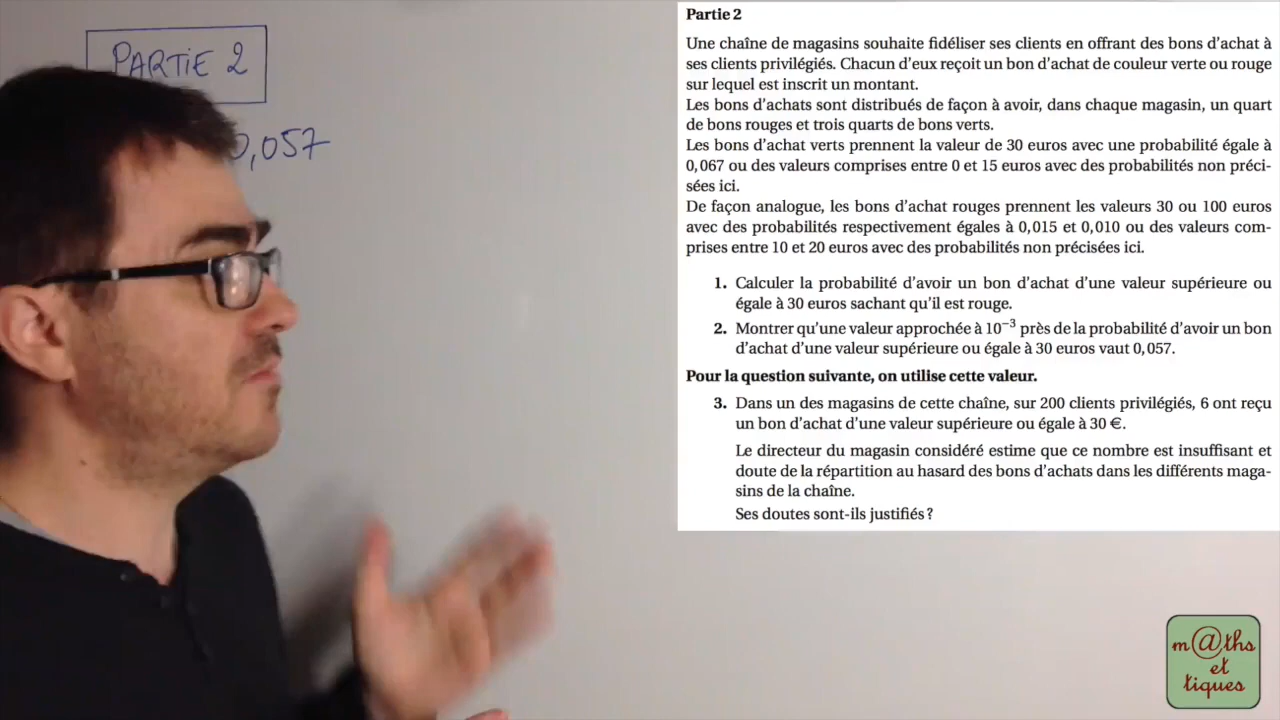 PARTIE 2
0,057
Partie 2
Une chaîne de magasins souhaite fidéliser ses clients en offrant des bons d'achat à
ses clients privilégiés. Chacun d'eux reçoit un bon d'achat de couleur verte ou rouge
sur lequel est inscrit un montant.
Les bons d'achats sont distribués de façon à avoir, dans chaque magasin, un quart
de bons rouges et trois quarts de bons verts.
Les bons d'achat verts prennent la valeur de 30 euros avec une probabilité égale à
0,067 ou des valeurs comprises entre 0 et 15 euros avec des probabilités non préci-
sées ici.
De façon analogue, les bons d'achat rouges prennent les valeurs 30 ou 100 euros
avec des probabilités respectivement égales à 0,015 et 0,010 ou des valeurs com-
prises entre 10 et 20 euros avec des probabilités non précisées ici.
1. Calculer la probabilité d'avoir un bon d'achat d'une valeur supérieure ou
égale à 30 euros sachant qu'il est rouge.
2. Montrer qu'une valeur approchée à 10⁻³ près de la probabilité d'avoir un bon
d'achat d'une valeur supérieure ou égale à 30 euros vaut 0,057.
Pour la question suivante, on utilise cette valeur.
3. Dans un des magasins de cette chaîne, sur 200 clients privilégiés, 6 ont reçu
un bon d'achat d'une valeur supérieure ou égale à 30 €.
Le directeur du magasin considéré estime que ce nombre est insuffisant et
doute de la répartition au hasard des bons d'achats dans les différents maga-
sins de la chaîne.
Ses doutes sont-ils justifiés ?
m@ths
et
tiques